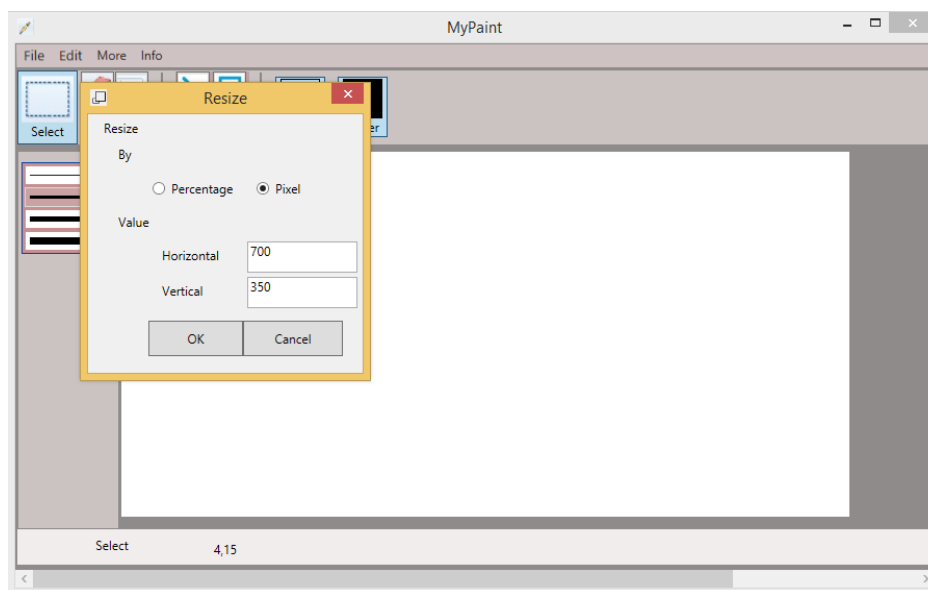 MyPaint
File Edit More Info
Resize
Select
er
Resize
By
Percentage Pixel
Value
Horizontal 700
Vertical 350
OK Cancel
Select 4,15